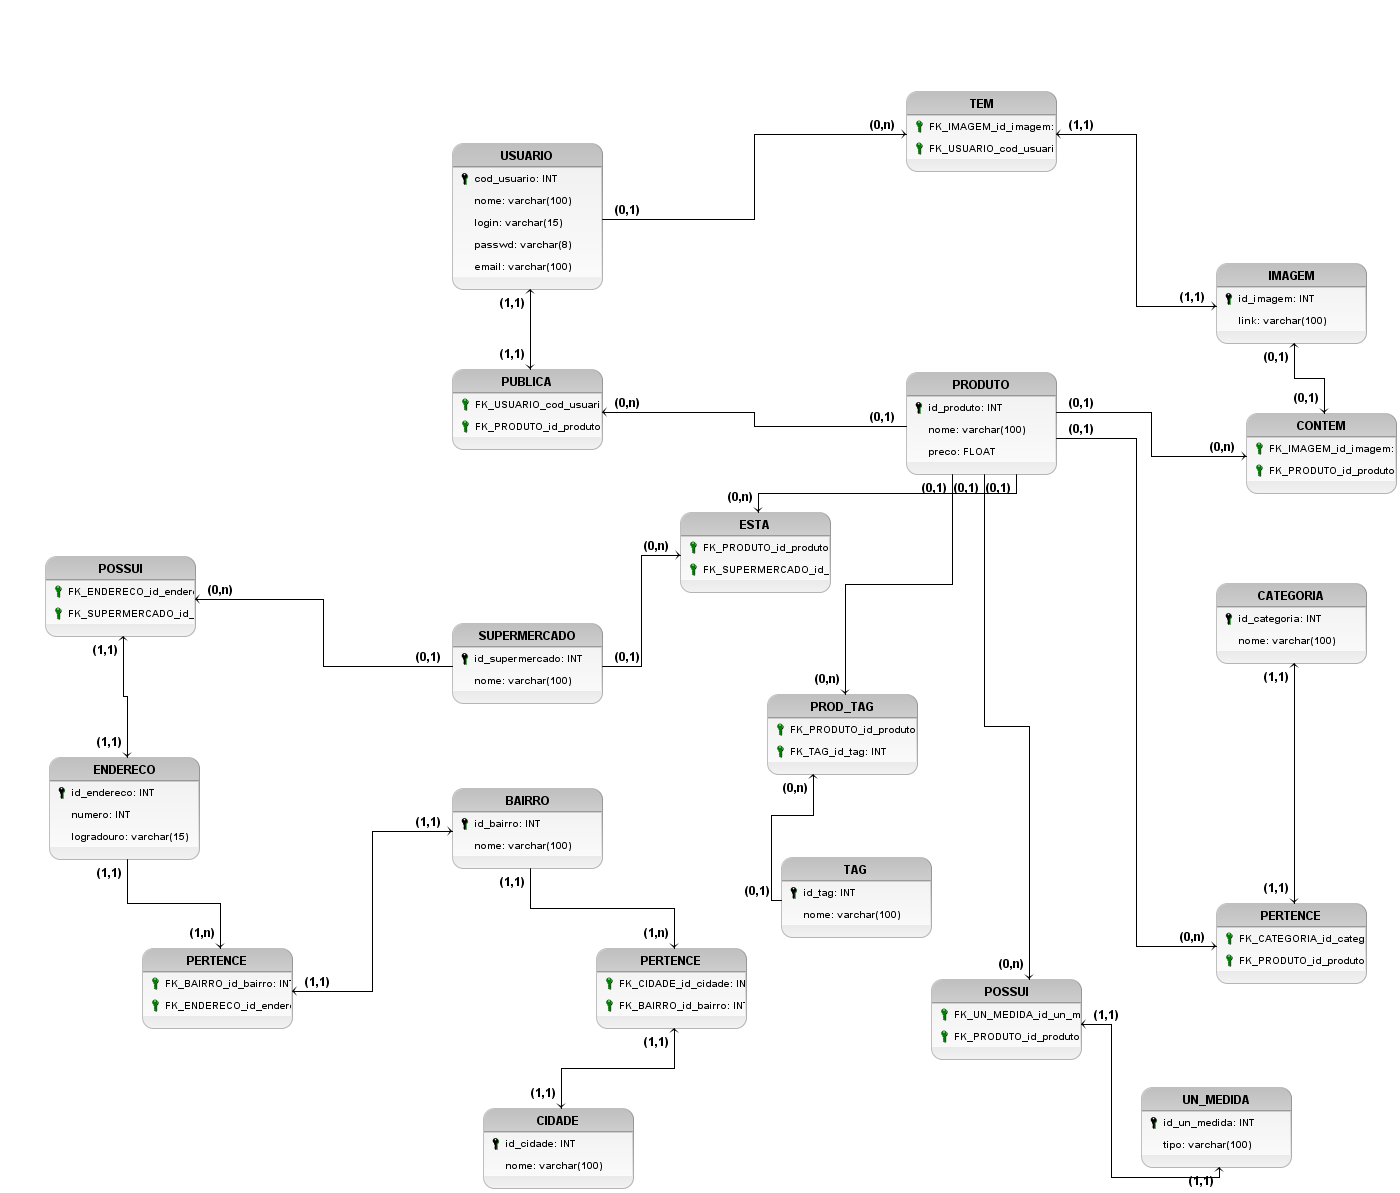 TEM
FK_IMAGEM_id_imagem:
FK_USUARIO_cod_usuari
(0,n)
(1,1)
USUARIO
cod_usuario: INT
nome: varchar(100)
login: varchar(15)
passwd: varchar(8)
email: varchar(100)
(0,1)
(1,1)
(1,1)
IMAGEM
id_imagem: INT
link: varchar(100)
(1,1)
(0,1)
(0,1)
PUBLICA
FK_USUARIO_cod_usuari
FK_PRODUTO_id_produto
(0,n)
(0,1)
PRODUTO
id_produto: INT
nome: varchar(100)
preco: FLOAT
(0,1)
(0,1)
(0,n)
CONTEM
FK_IMAGEM_id_imagem:
FK_PRODUTO_id_produto
(0,1)
(0,1)
(0,1)
(0,n)
ESTA
FK_PRODUTO_id_produto
FK_SUPERMERCADO_id_
(0,n)
POSSUI
FK_ENDERECO_id_ender
FK_SUPERMERCADO_id_
(0,n)
(1,1)
SUPERMERCADO
id_supermercado: INT
nome: varchar(100)
(0,1)
(0,1)
CATEGORIA
id_categoria: INT
nome: varchar(100)
(1,1)
(0,n)
PROD_TAG
FK_PRODUTO_id_produto
FK_TAG_id_tag: INT
(0,n)
(1,1)
ENDERECO
id_endereco: INT
numero: INT
logradouro: varchar(15)
(1,1)
BAIRRO
id_bairro: INT
nome: varchar(100)
(1,1)
(1,1)
TAG
id_tag: INT
nome: varchar(100)
(0,1)
(1,1)
PERTENCE
FK_CATEGORIA_id_categ
FK_PRODUTO_id_produto
(0,n)
(1,n)
PERTENCE
FK_BAIRRO_id_bairro: INT
FK_ENDERECO_id_ender
(1,1)
(1,n)
PERTENCE
FK_CIDADE_id_cidade: IN
FK_BAIRRO_id_bairro: INT
(1,1)
(0,n)
POSSUI
FK_UN_MEDIDA_id_un_m
FK_PRODUTO_id_produto
(1,1)
(1,1)
CIDADE
id_cidade: INT
nome: varchar(100)
UN_MEDIDA
id_un_medida: INT
tipo: varchar(100)
(1,1)